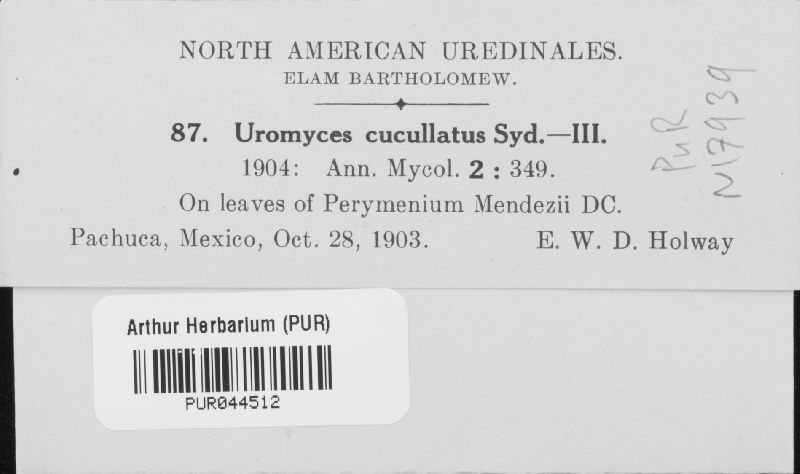 NORTH AMERICAN UREDINALES.
ELAM BARTHOLOMEW.
87. Uromyces cucullatus Syd.—III.
1904: Ann. Mycol. 2 : 349.
On leaves of Perymenium Mendezii DC.
Pachuca, Mexico, Oct. 28, 1903. E. W. D. Holway
PUR
N17939
Arthur Herbarium (PUR)
PUR044512